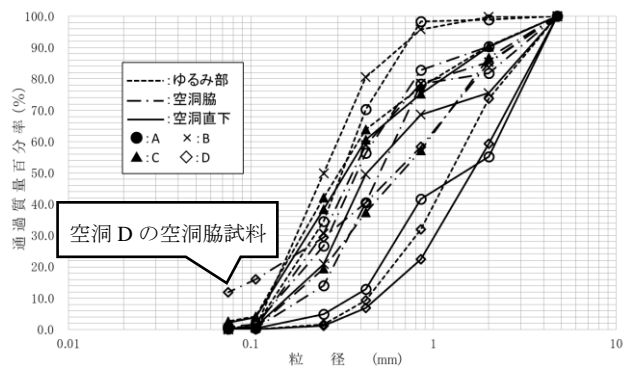 100.0
90.0
80.0
70.0
60.0
50.0
40.0
30.0
20.0
10.0
0.0
通過質量百分率(%)
:ゆるみ部
:空洞脇
:空洞直下
:A :B
:C :D
空洞 D の空洞脇試料
0.01 0.1 1 10
粒 径 (mm)